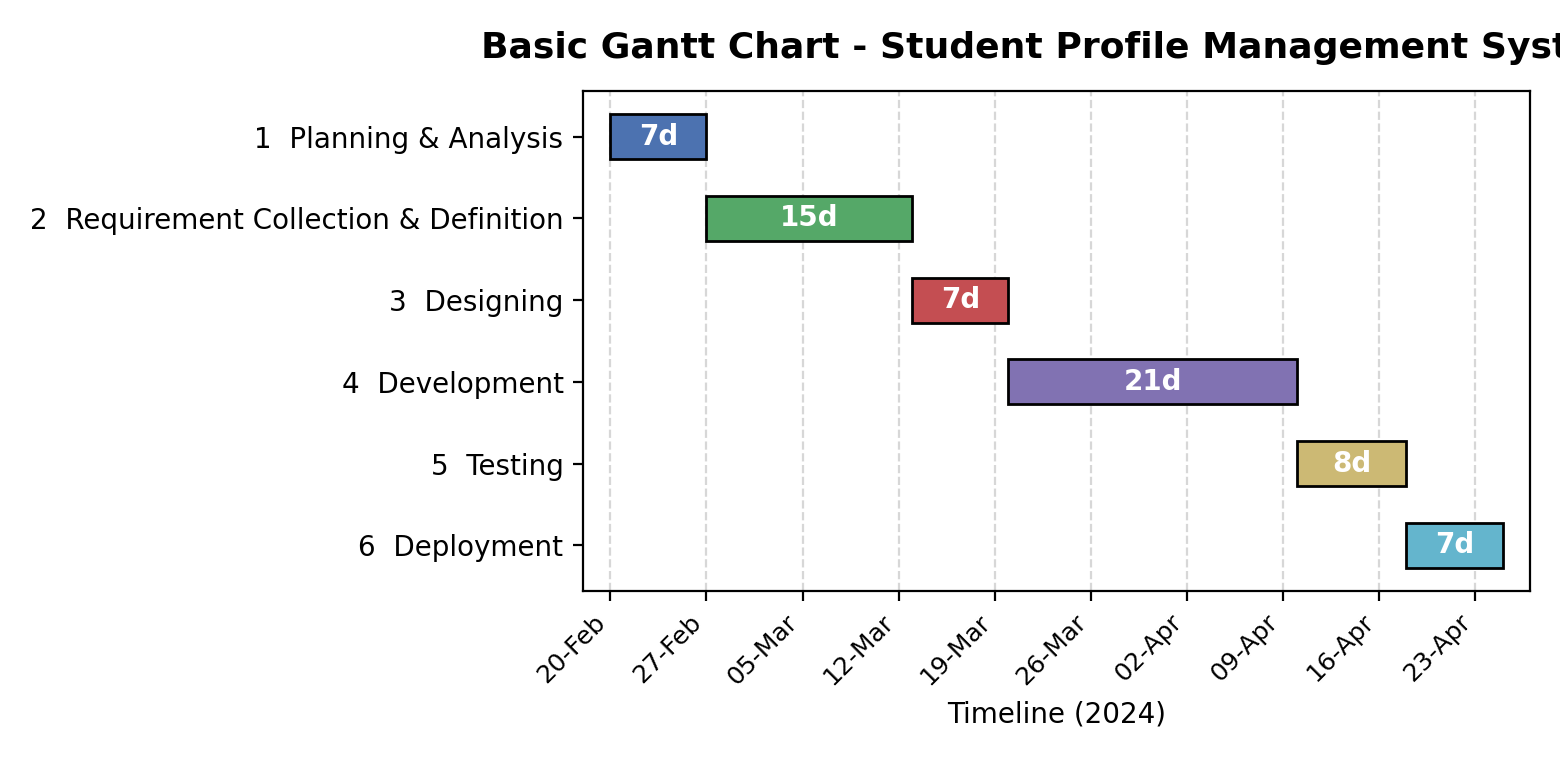 Basic Gantt Chart - Student Profile Management Syst
1 Planning & Analysis
7d
2 Requirement Collection & Definition
15d
3 Designing
7d
4 Development
21d
5 Testing
8d
6 Deployment
7d
20-Feb
27-Feb
05-Mar
12-Mar
19-Mar
26-Mar
02-Apr
09-Apr
16-Apr
23-Apr
Timeline (2024)